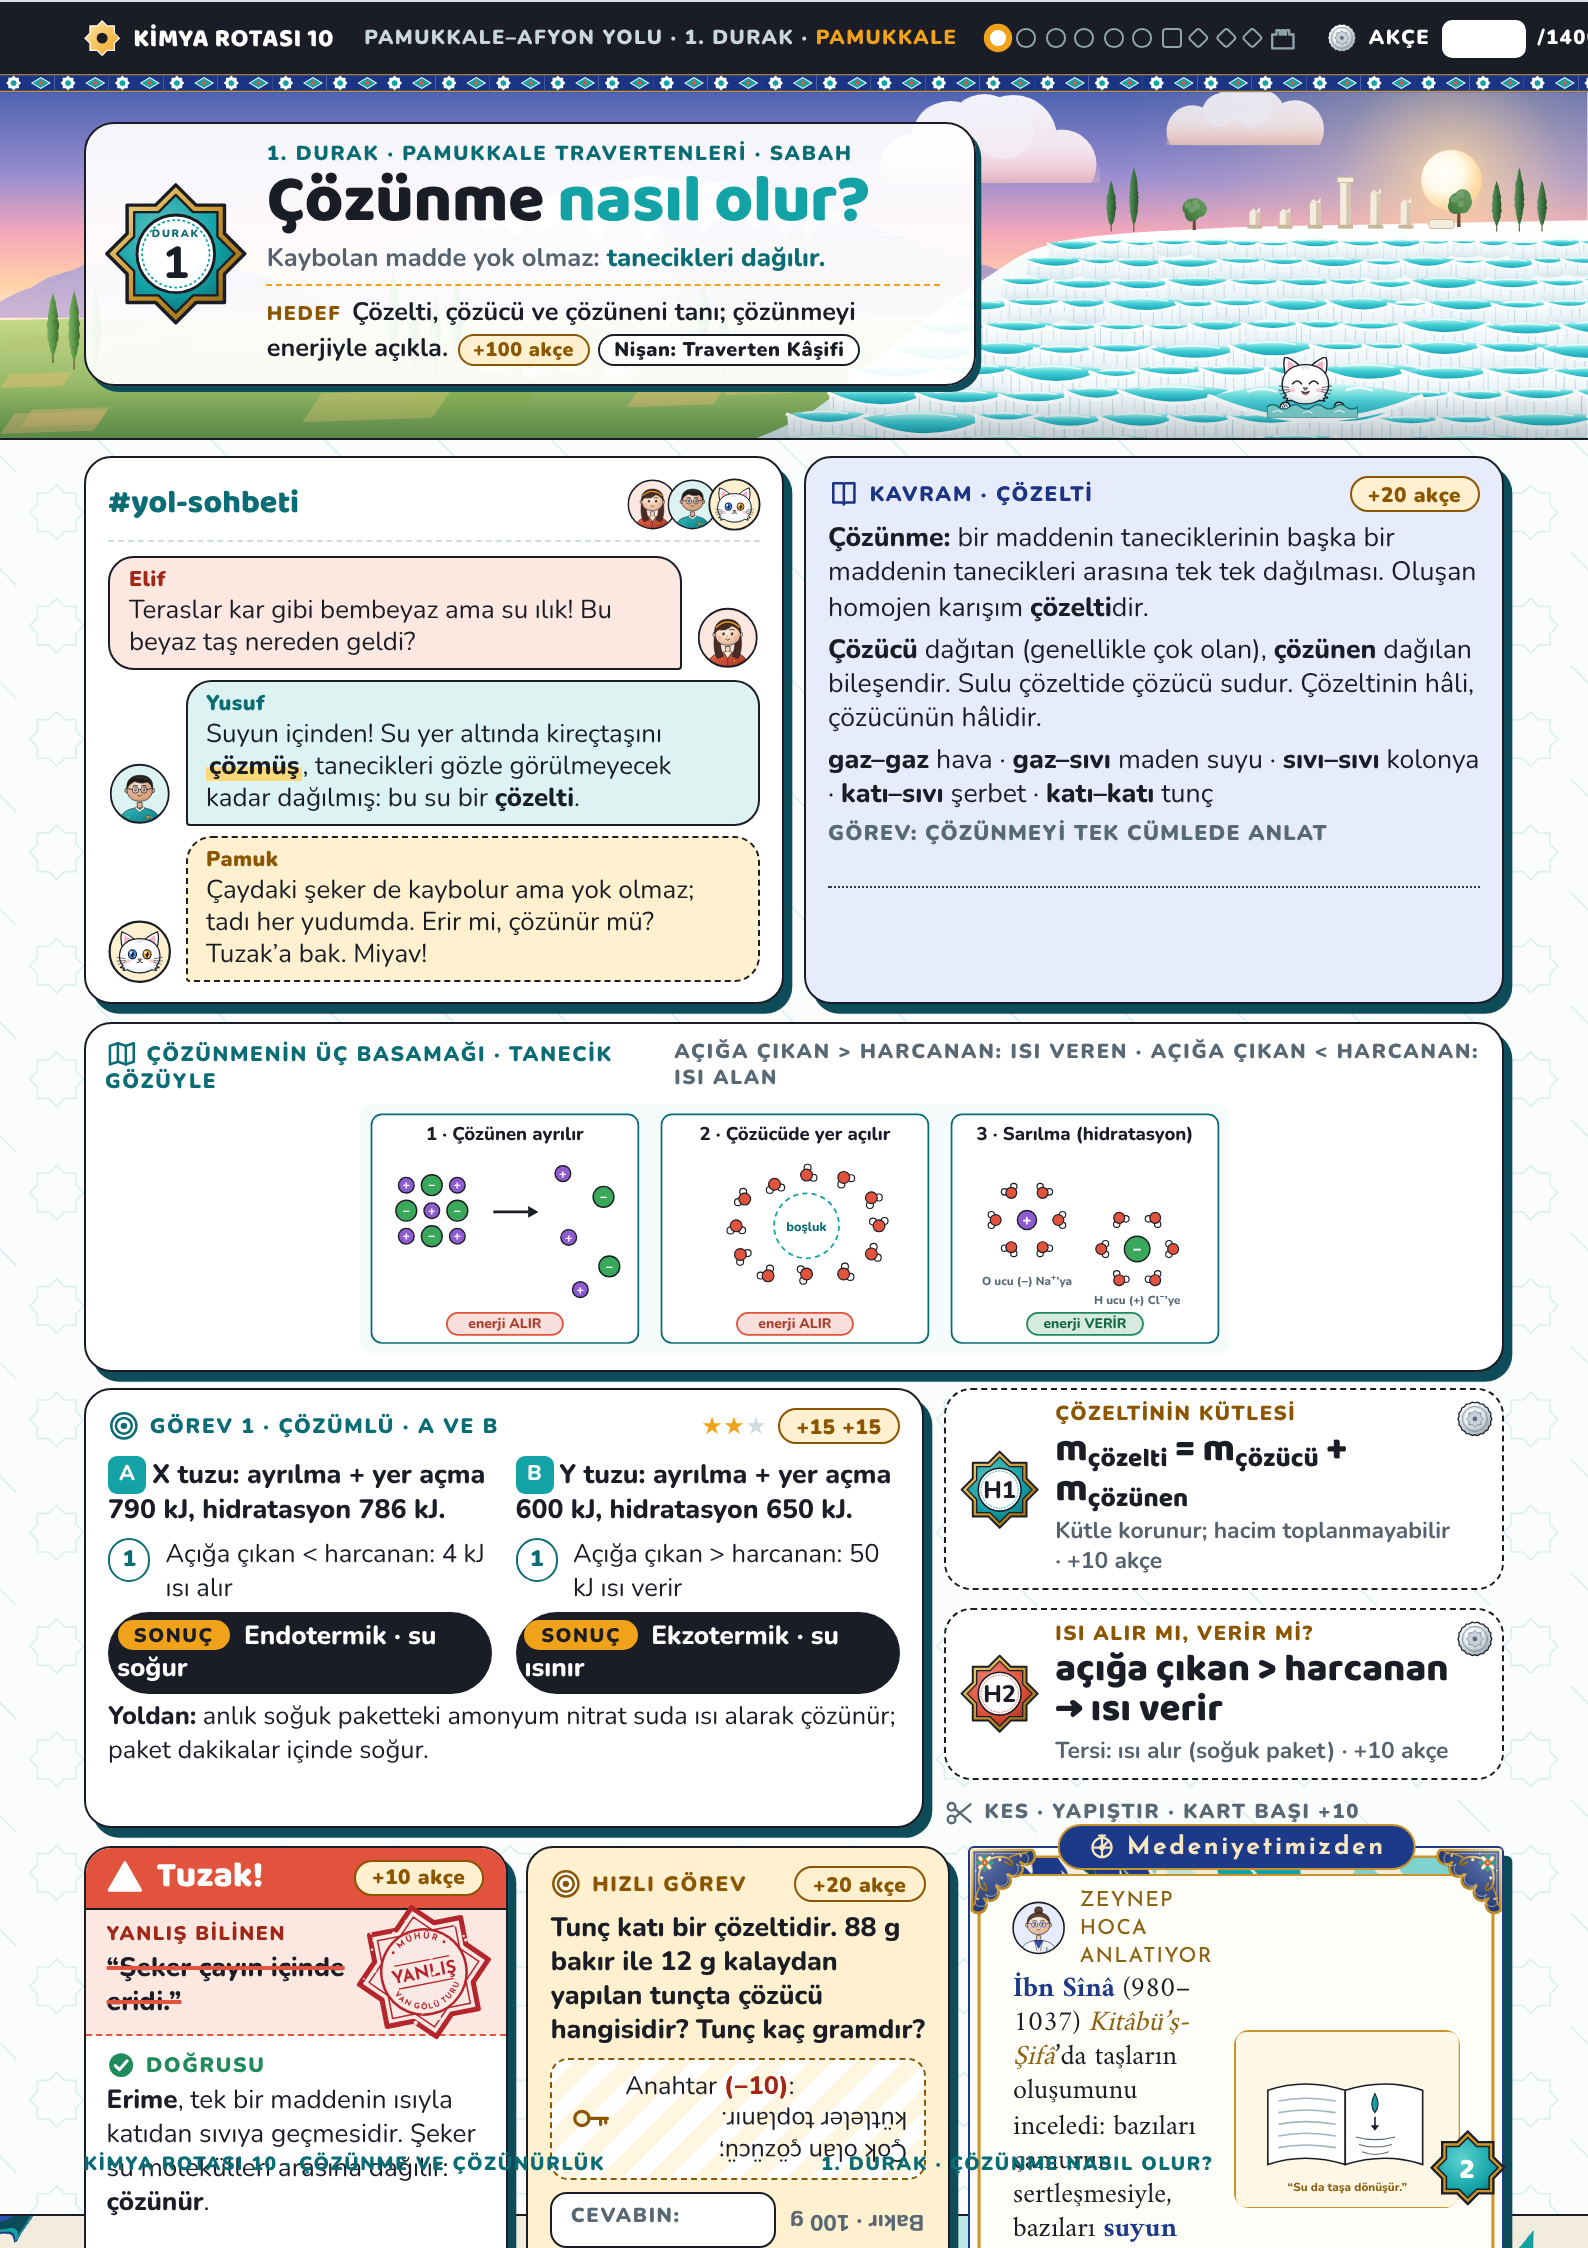 KİMYA ROTASI 10 PAMUKKALE–AFYON YOLU · 1. DURAK · PAMUKKALE AKÇE /140
1. DURAK · PAMUKKALE TRAVERTENLERİ · SABAH
DURAK
1
Çözünme nasıl olur?
Kaybolan madde yok olmaz: tanecikleri dağılır.
HEDEF Çözelti, çözücü ve çözüneni tanı; çözünmeyi
enerjiyle açıkla. +100 akçe Nişan: Traverten Kâşifi
#yol-sohbeti
Elif
Teraslar kar gibi bembeyaz ama su ılık! Bu
beyaz taş nereden geldi?
Yusuf
Suyun içinden! Su yer altında kireçtaşını
çözmüş, tanecikleri gözle görülmeyecek
kadar dağılmış: bu su bir çözelti.
Pamuk
Çaydaki şeker de kaybolur ama yok olmaz;
tadı her yudumda. Erir mi, çözünür mü?
Tuzak’a bak. Miyav!
KAVRAM · ÇÖZELTİ +20 akçe
Çözünme: bir maddenin taneciklerinin başka bir
maddenin tanecikleri arasına tek tek dağılması. Oluşan
homojen karışım çözeltidir.
Çözücü dağıtan (genellikle çok olan), çözünen dağılan
bileşendir. Sulu çözeltide çözücü sudur. Çözeltinin hâli,
çözücünün hâlidir.
gaz–gaz hava · gaz–sıvı maden suyu · sıvı–sıvı kolonya
· katı–sıvı şerbet · katı–katı tunç
GÖREV: ÇÖZÜNMEYİ TEK CÜMLEDE ANLAT
ÇÖZÜNMENİN ÜÇ BASAMAĞI · TANECİK
GÖZÜYLE
AÇIĞA ÇIKAN > HARCANAN: ISI VEREN · AÇIĞA ÇIKAN < HARCANAN:
ISI ALAN
1 · Çözünen ayrılır
enerji ALIR
2 · Çözücüde yer açılır
boşluk
enerji ALIR
3 · Sarılma (hidratasyon)
O ucu (−) Na⁺’ya
H ucu (+) Cl⁻’ye
enerji VERİR
GÖREV 1 · ÇÖZÜMLÜ · A VE B ★★★ +15 +15
A X tuzu: ayrılma + yer açma
790 kJ, hidratasyon 786 kJ.
1 Açığa çıkan < harcanan: 4 kJ
ısı alır
SONUÇ Endotermik · su
soğur
B Y tuzu: ayrılma + yer açma
600 kJ, hidratasyon 650 kJ.
1 Açığa çıkan > harcanan: 50
kJ ısı verir
SONUÇ Ekzotermik · su
ısınır
Yoldan: anlık soğuk paketteki amonyum nitrat suda ısı alarak çözünür;
paket dakikalar içinde soğur.
H1
ÇÖZELTİNİN KÜTLESİ
mçözelti = mçözücü +
mçözünen
Kütle korunur; hacim toplanmayabilir
· +10 akçe
H2
ISI ALIR MI, VERİR Mİ?
açığa çıkan > harcanan
→ ısı verir
Tersi: ısı alır (soğuk paket) · +10 akçe
KES · YAPIŞTIR · KART BAŞI +10
Tuzak! +10 akçe
YANLIŞ BİLİNEN
“Şeker çayın içinde
eridi.”
MÜHÜR
YANLIŞ
VAN GÖLÜ TURU
DOĞRUSU
Erime, tek bir maddenin ısıyla
katıdan sıvıya geçmesidir. Şeker
su molekülleri arasına dağılır:
çözünür.
HIZLI GÖREV +20 akçe
Tunç katı bir çözeltidir. 88 g
bakır ile 12 g kalaydan
yapılan tunçta çözücü
hangisidir? Tunç kaç gramdır?
Anahtar (−10):
Çok olan çözücü;
kütleler toplanır.
CEVABIN:
Bakır · 100 g
Medeniyetimizden
ZEYNEP
HOCA
ANLATIYOR
İbn Sînâ (980–
1037) Kitâbü’ş-
Şifâ’da taşların
oluşumunu
inceledi: bazıları
çamurun
sertleşmesiyle,
bazıları suyun
“Su da taşa dönüşür.”
KİMYA ROTASI 10 · ÇÖZÜNME VE ÇÖZÜNÜRLÜK
1. DURAK · ÇÖZÜNME NASIL OLUR?
2